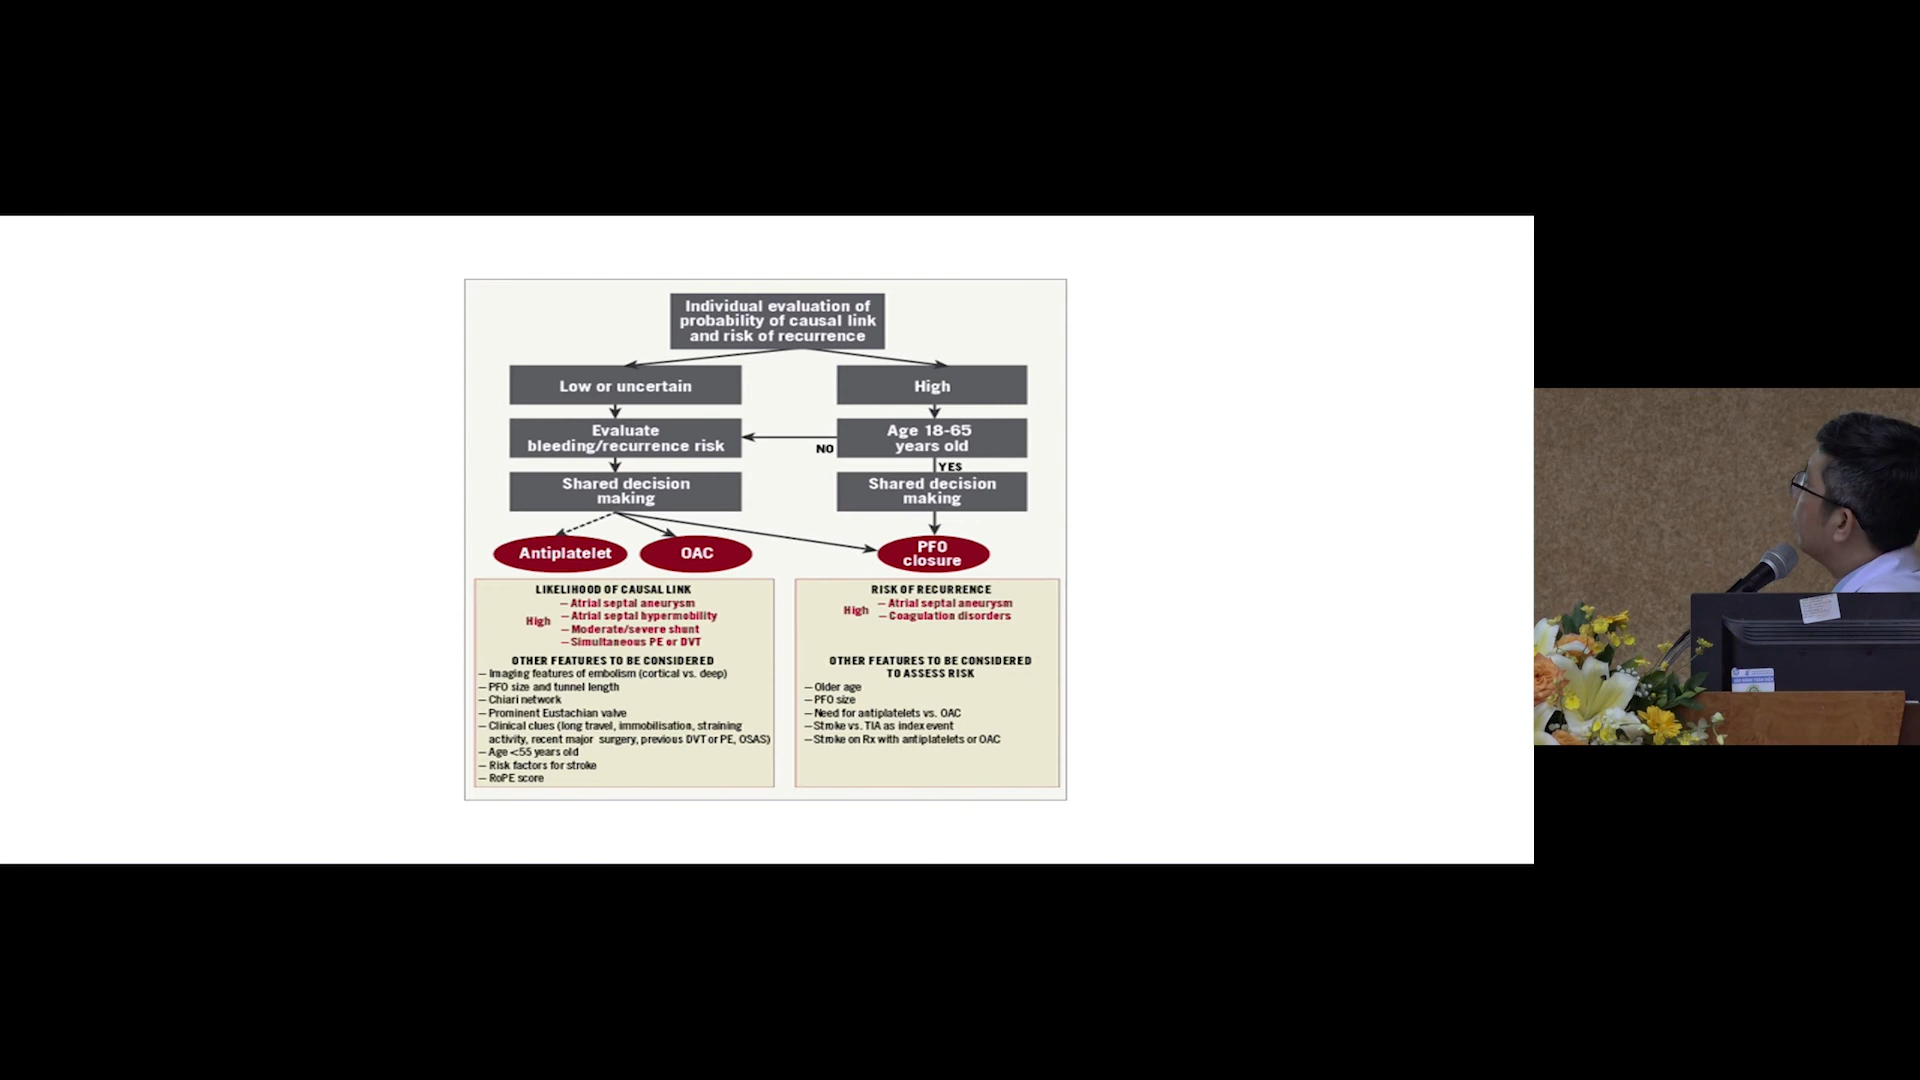 Individual evaluation of
probability of causal link
and risk of recurrence
Low or uncertain
High
Evaluate
bleeding/recurrence risk
Age 18-65
years old
NO
YES
Shared decision
making
Shared decision
making
Antiplatelet
OAC
PFO
closure
LIKELIHOOD OF CAUSAL LINK
High
– Atrial septal aneurysm
– Atrial septal hypermobility
– Moderate/severe shunt
– Simultaneous PE or DVT
OTHER FEATURES TO BE CONSIDERED
– Imaging features of embolism (cortical vs. deep)
– PFO size and tunnel length
– Chiari network
– Prominent Eustachian valve
– Clinical clues (long travel, immobilisation, straining
activity, recent major surgery, previous DVT or PE, OSAS)
– Age <55 years old
– Risk factors for stroke
– RoPE score
RISK OF RECURRENCE
High
– Atrial septal aneurysm
– Coagulation disorders
OTHER FEATURES TO BE CONSIDERED
TO ASSESS RISK
– Older age
– PFO size
– Need for antiplatelets vs. OAC
– Stroke vs. TIA as index event
– Stroke on Rx with antiplatelets or OAC